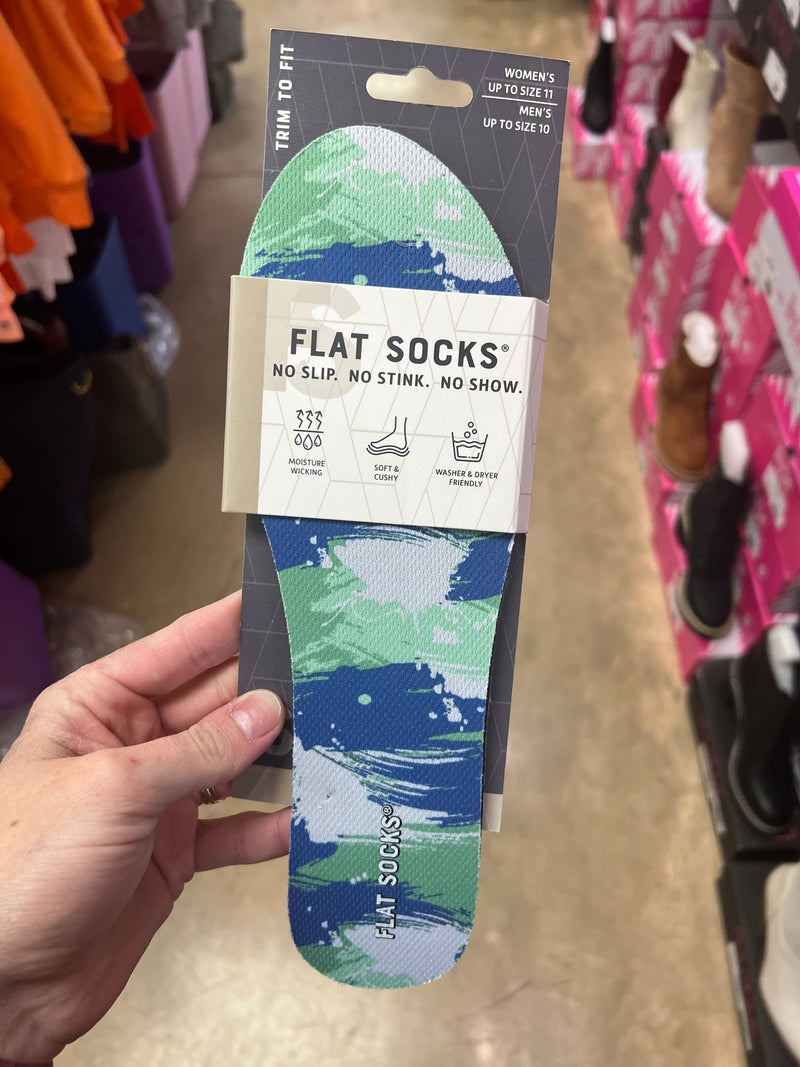 TRIM TO FIT
WOMEN'S
UP TO SIZE 11
MEN'S
UP TO SIZE 10
FLAT SOCKS®
NO SLIP. NO STINK. NO SHOW.
MOISTURE
WICKING
SOFT &
CUSHY
WASHER & DRYER
FRIENDLY
FLAT SOCKS®